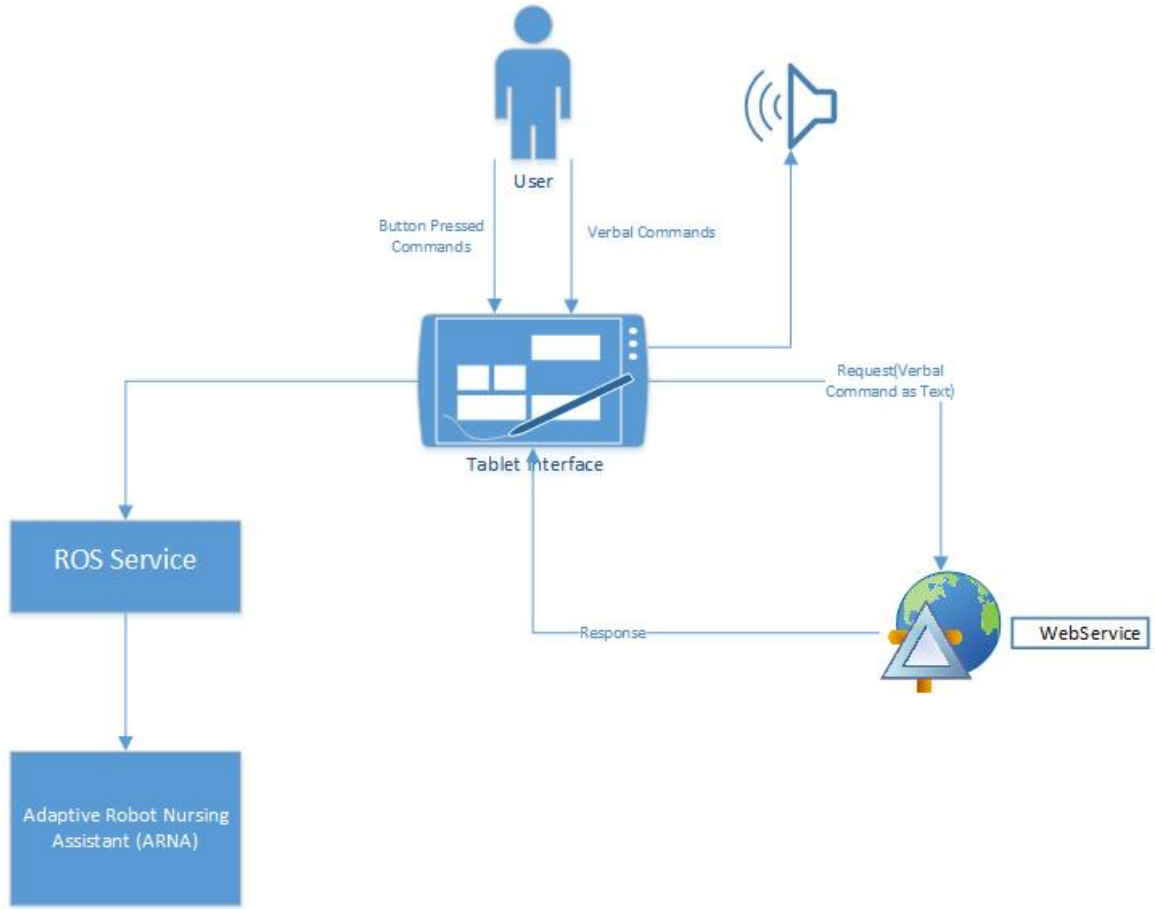 User
Button Pressed
Commands
Verbal Commands
Request(Verbal
Command as Text)
Tablet Interface
ROS Service
Response
WebService
Adaptive Robot Nursing
Assistant (ARNA)